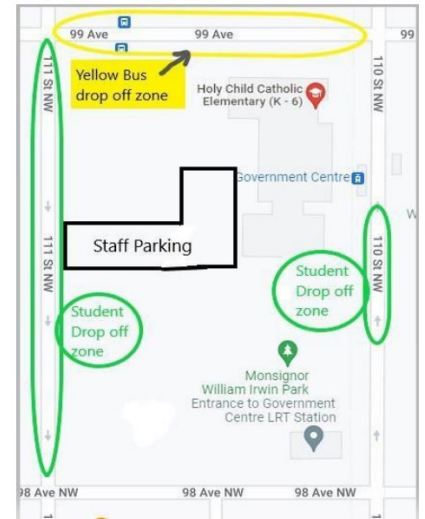 99 Ave
99 Ave
99
Yellow Bus
drop off zone
111 St NW
110 St NW
Holy Child Catholic
Elementary (K - 6)
Government Centre
Staff Parking
111 St NW
110 St NW
Student
Drop off
zone
Student
Drop off
zone
Monsignor
William Irwin Park
Entrance to Government
Centre LRT Station
98 Ave NW
98 Ave NW
98 Ave NW